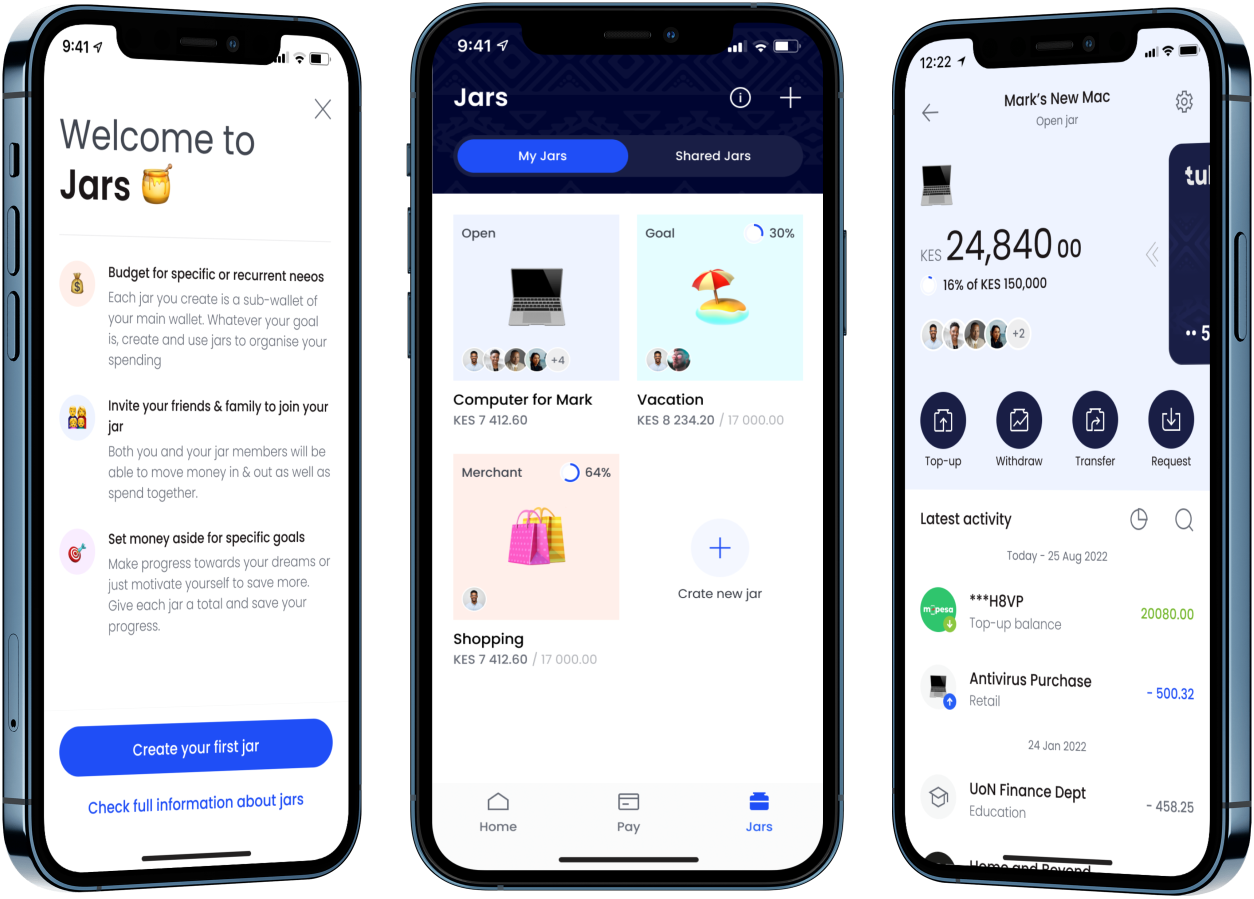 9:41
Welcome to
Jars
Budget for specific or recurrent neeos
Each jar you create is a sub-wallet of
your main wallet. Whatever your goal
is, create and use jars to organise your
spending
Invite your friends & family to join your
jar
Both you and your jar members will be
able to move money in & out as well as
spend together.
Set money aside for specific goals
Make progress towards your dreams or
just motivate yourself to save more.
Give each jar a total and save your
progress.
Create your first jar
Check full information about jars
9:41
Jars
My Jars
Shared Jars
Open
+4
Computer for Mark
KES 7 412.60
Goal
30%
Vacation
KES 8 234.20 / 17 000.00
Merchant
64%
Shopping
KES 7 412.60 / 17 000.00
Crate new jar
Home
Pay
Jars
12:22
Mark's New Mac
Open jar
KES 24,840 00
16% of KES 150,000
+2
•• 5
Top-up
Withdraw
Transfer
Request
Latest activity
Today - 25 Aug 2022
m-pesa
***H8VP
Top-up balance
20080.00
Antivirus Purchase
Retail
- 500.32
24 Jan 2022
UoN Finance Dept
Education
- 458.25
Home and Beyond